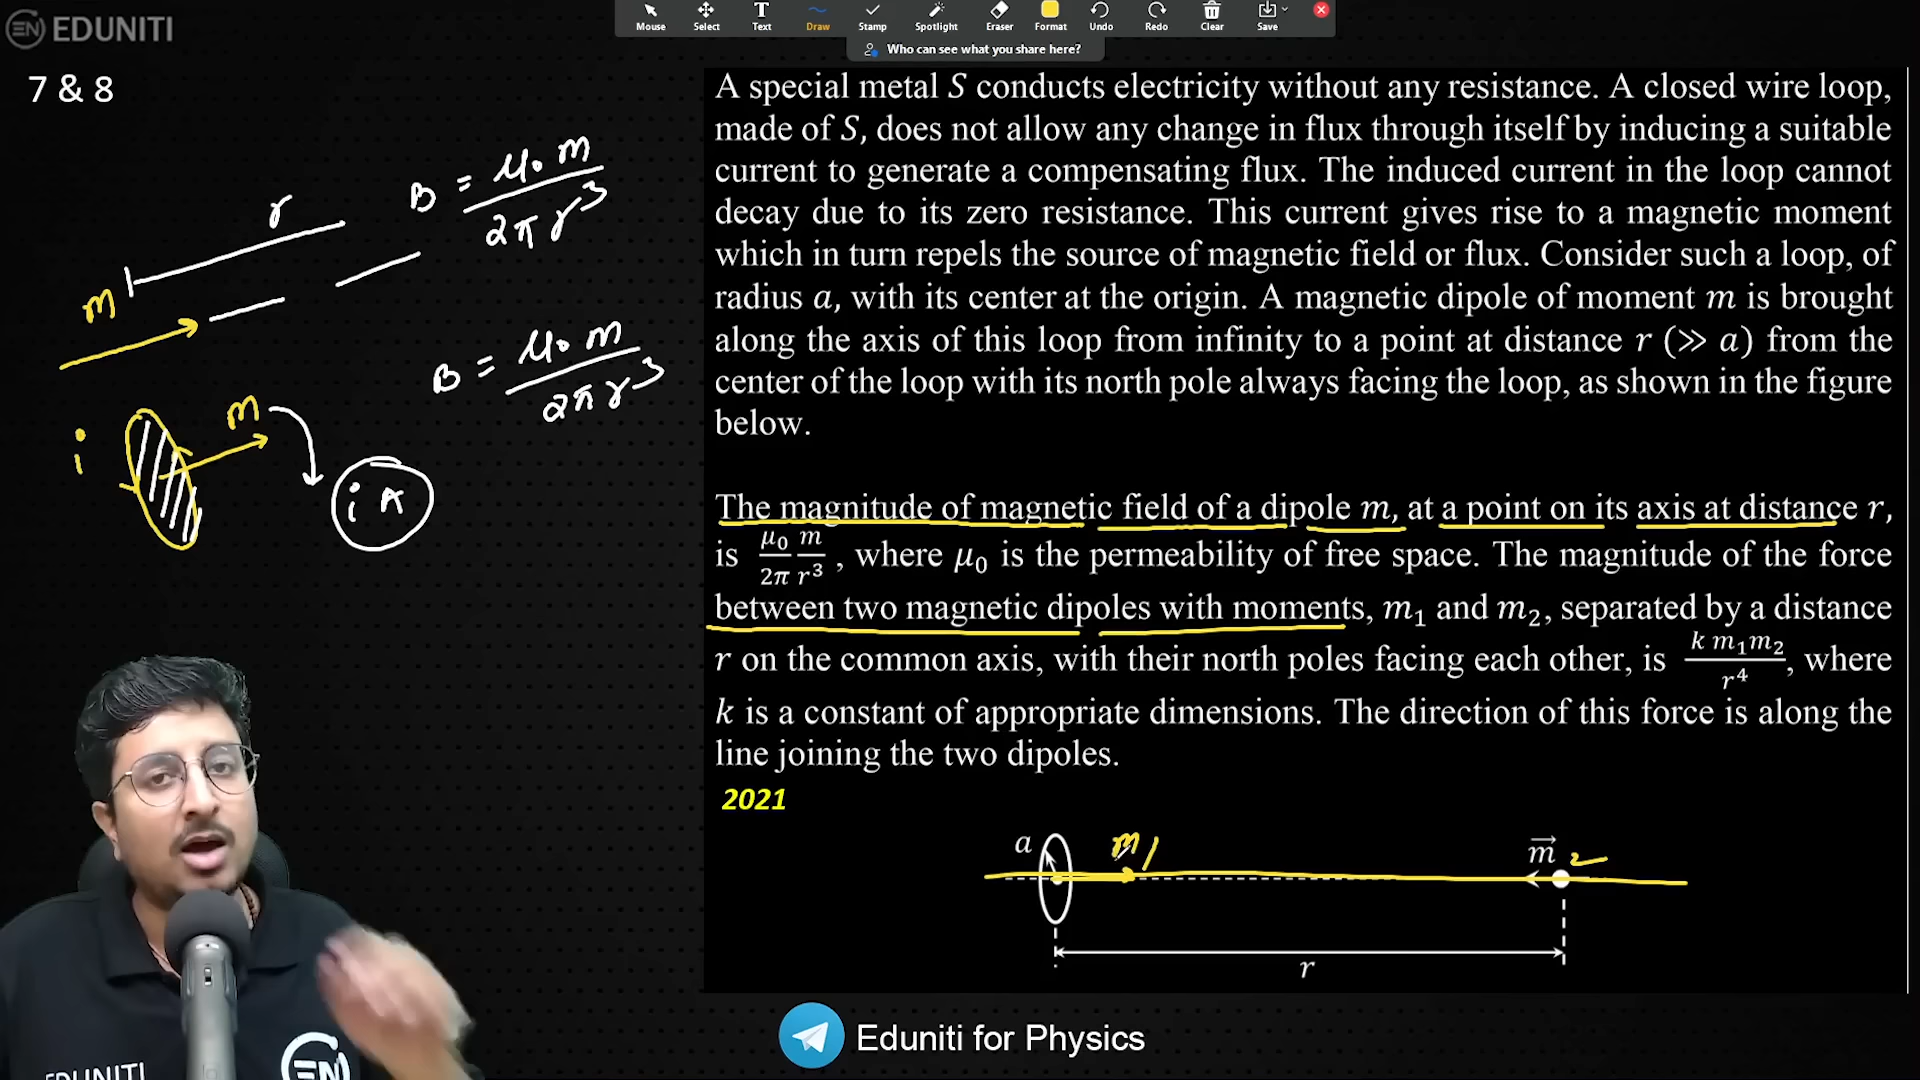 EDUNITI
Mouse Select Text Draw Stamp Spotlight Eraser Format Undo Redo Clear Save
Who can see what you share here?
7 & 8
A special metal S conducts electricity without any resistance. A closed wire loop,
made of S, does not allow any change in flux through itself by inducing a suitable
current to generate a compensating flux. The induced current in the loop cannot
decay due to its zero resistance. This current gives rise to a magnetic moment
which in turn repels the source of magnetic field or flux. Consider such a loop, of
radius a, with its center at the origin. A magnetic dipole of moment m is brought
along the axis of this loop from infinity to a point at distance r (≫ a) from the
center of the loop with its north pole always facing the loop, as shown in the figure
below.
The magnitude of magnetic field of a dipole m, at a point on its axis at distance r,
is μ₀/2π m/r³, where μ₀ is the permeability of free space. The magnitude of the force
between two magnetic dipoles with moments, m₁ and m₂, separated by a distance
r on the common axis, with their north poles facing each other, is k m₁m₂/r⁴, where
k is a constant of appropriate dimensions. The direction of this force is along the
line joining the two dipoles.
2021
a m₁ m⃗ ₂
r
r
B = μ₀ m / 2π r³
m
B = μ₀ m / 2π r³
i m
i A
EDUNITI
EN
Eduniti for Physics